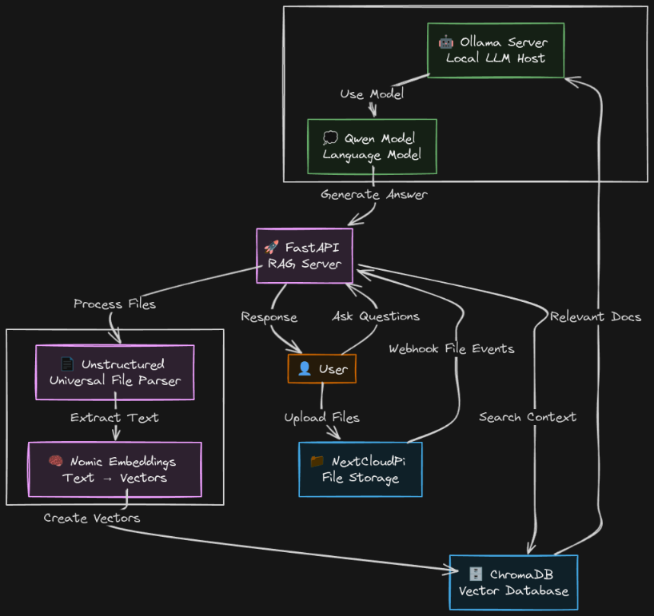 Ollama Server
Local LLM Host
Use Model
Qwen Model
Language Model
Generate Answer
FastAPI
RAG Server
Process Files
Response
Ask Questions
Relevant Docs
Unstructured
Universal File Parser
Webhook File Events
User
Extract Text
Upload Files
Search Context
Nomic Embeddings
Text → Vectors
NextCloudPi
File Storage
Create Vectors
ChromaDB
Vector Database